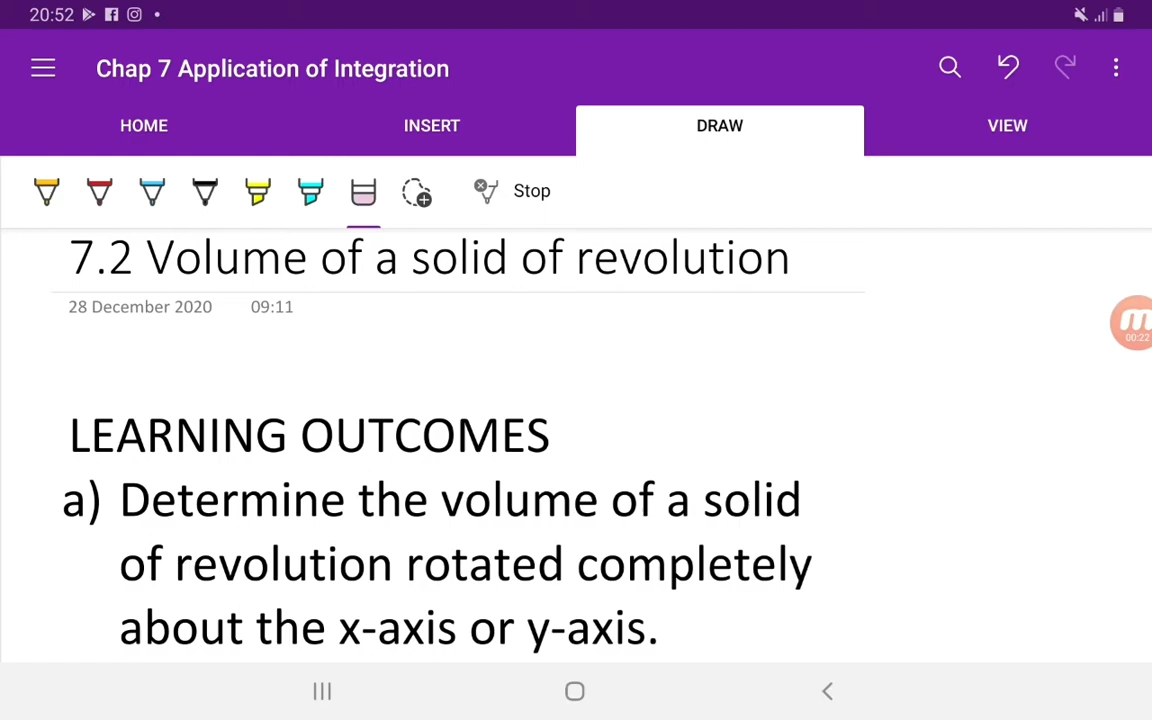 20:52
Chap 7 Application of Integration
HOME INSERT DRAW VIEW
Stop
7.2 Volume of a solid of revolution
28 December 2020 09:11
m
00:22
LEARNING OUTCOMES
a) Determine the volume of a solid
of revolution rotated completely
about the x-axis or y-axis.